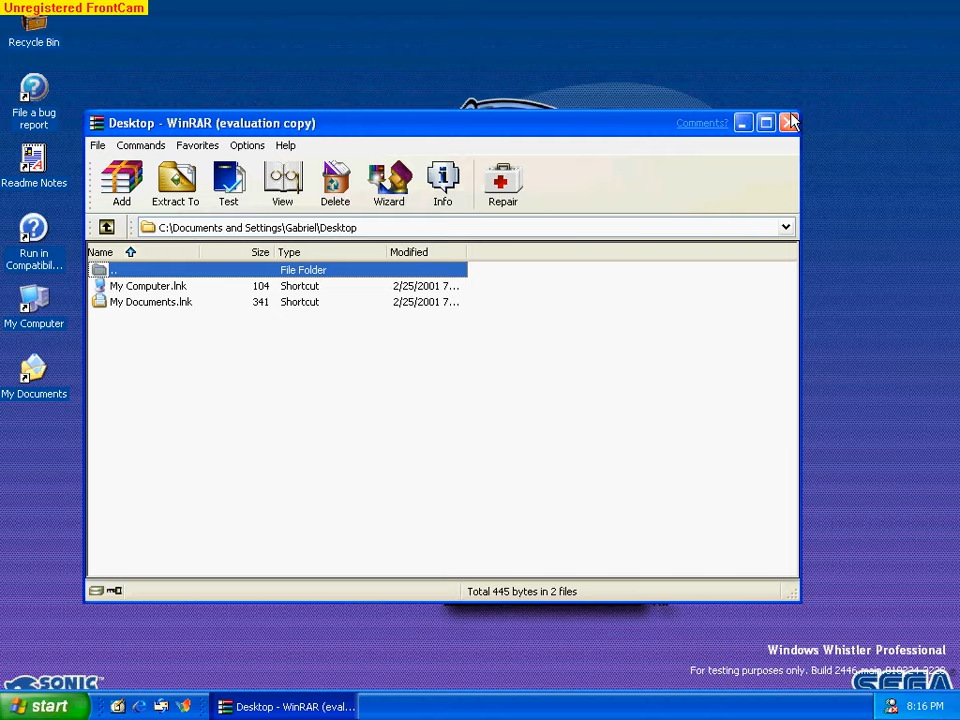 Unregistered FrontCam
Recycle Bin
File a bug
report
Readme Notes
Run in
Compatibil...
My Computer
My Documents
Desktop - WinRAR (evaluation copy)
Comments?
File Commands Favorites Options Help
Add Extract To Test View Delete Wizard Info Repair
C:\Documents and Settings\Gabriel\Desktop
Name Size Type Modified
.. File Folder
My Computer.lnk 104 Shortcut 2/25/2001 7...
My Documents.lnk 341 Shortcut 2/25/2001 7...
Total 445 bytes in 2 files
Windows Whistler Professional
For testing purposes only. Build 2446.main.010224-2220
SONIC™
SEGA
start
Desktop - WinRAR (eval...
8:16 PM